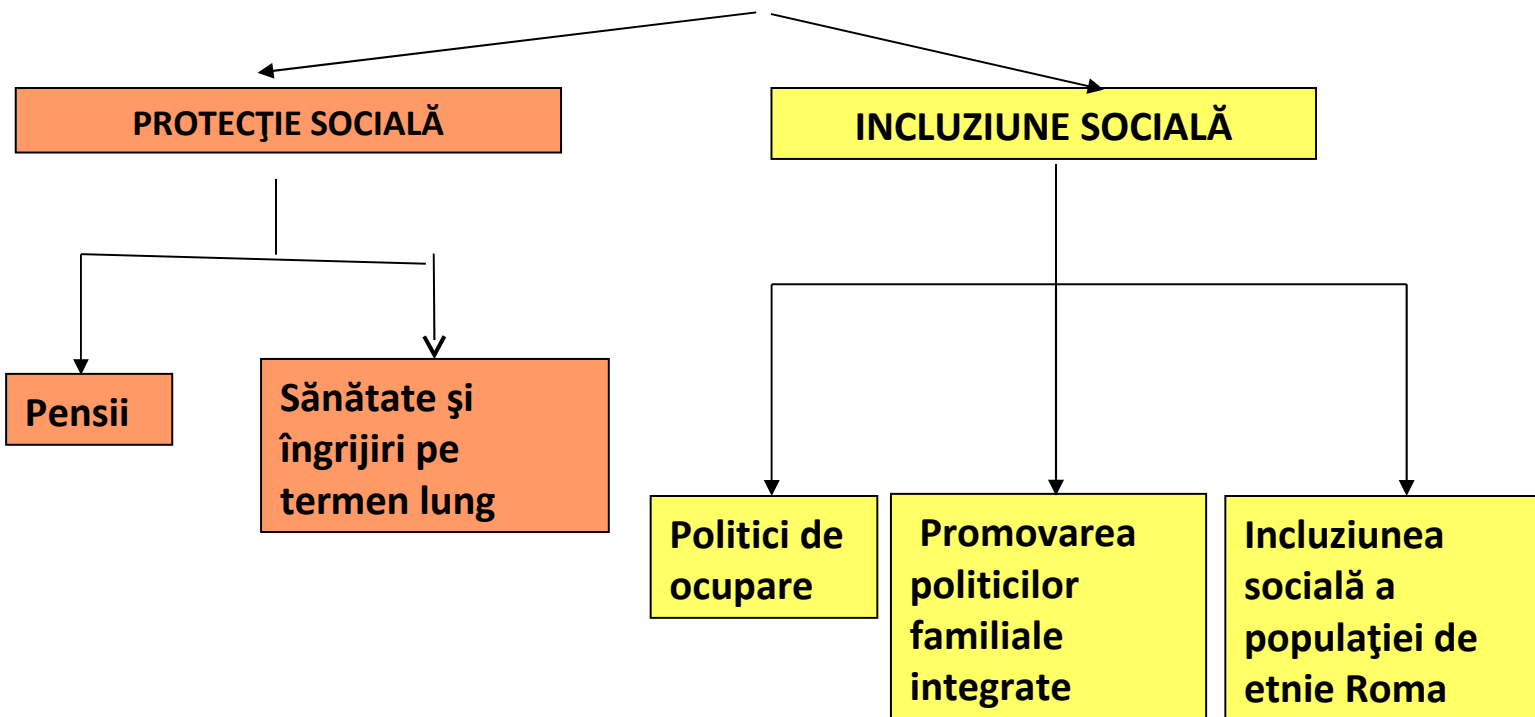 PROTECŢIE SOCIALĂ
INCLUZIUNE SOCIALĂ
Pensii
Sănătate şi
îngrijiri pe
termen lung
Politici de
ocupare
Promovarea
politicilor
familiale
integrate
Incluziunea
socială a
populaţiei de
etnie Roma